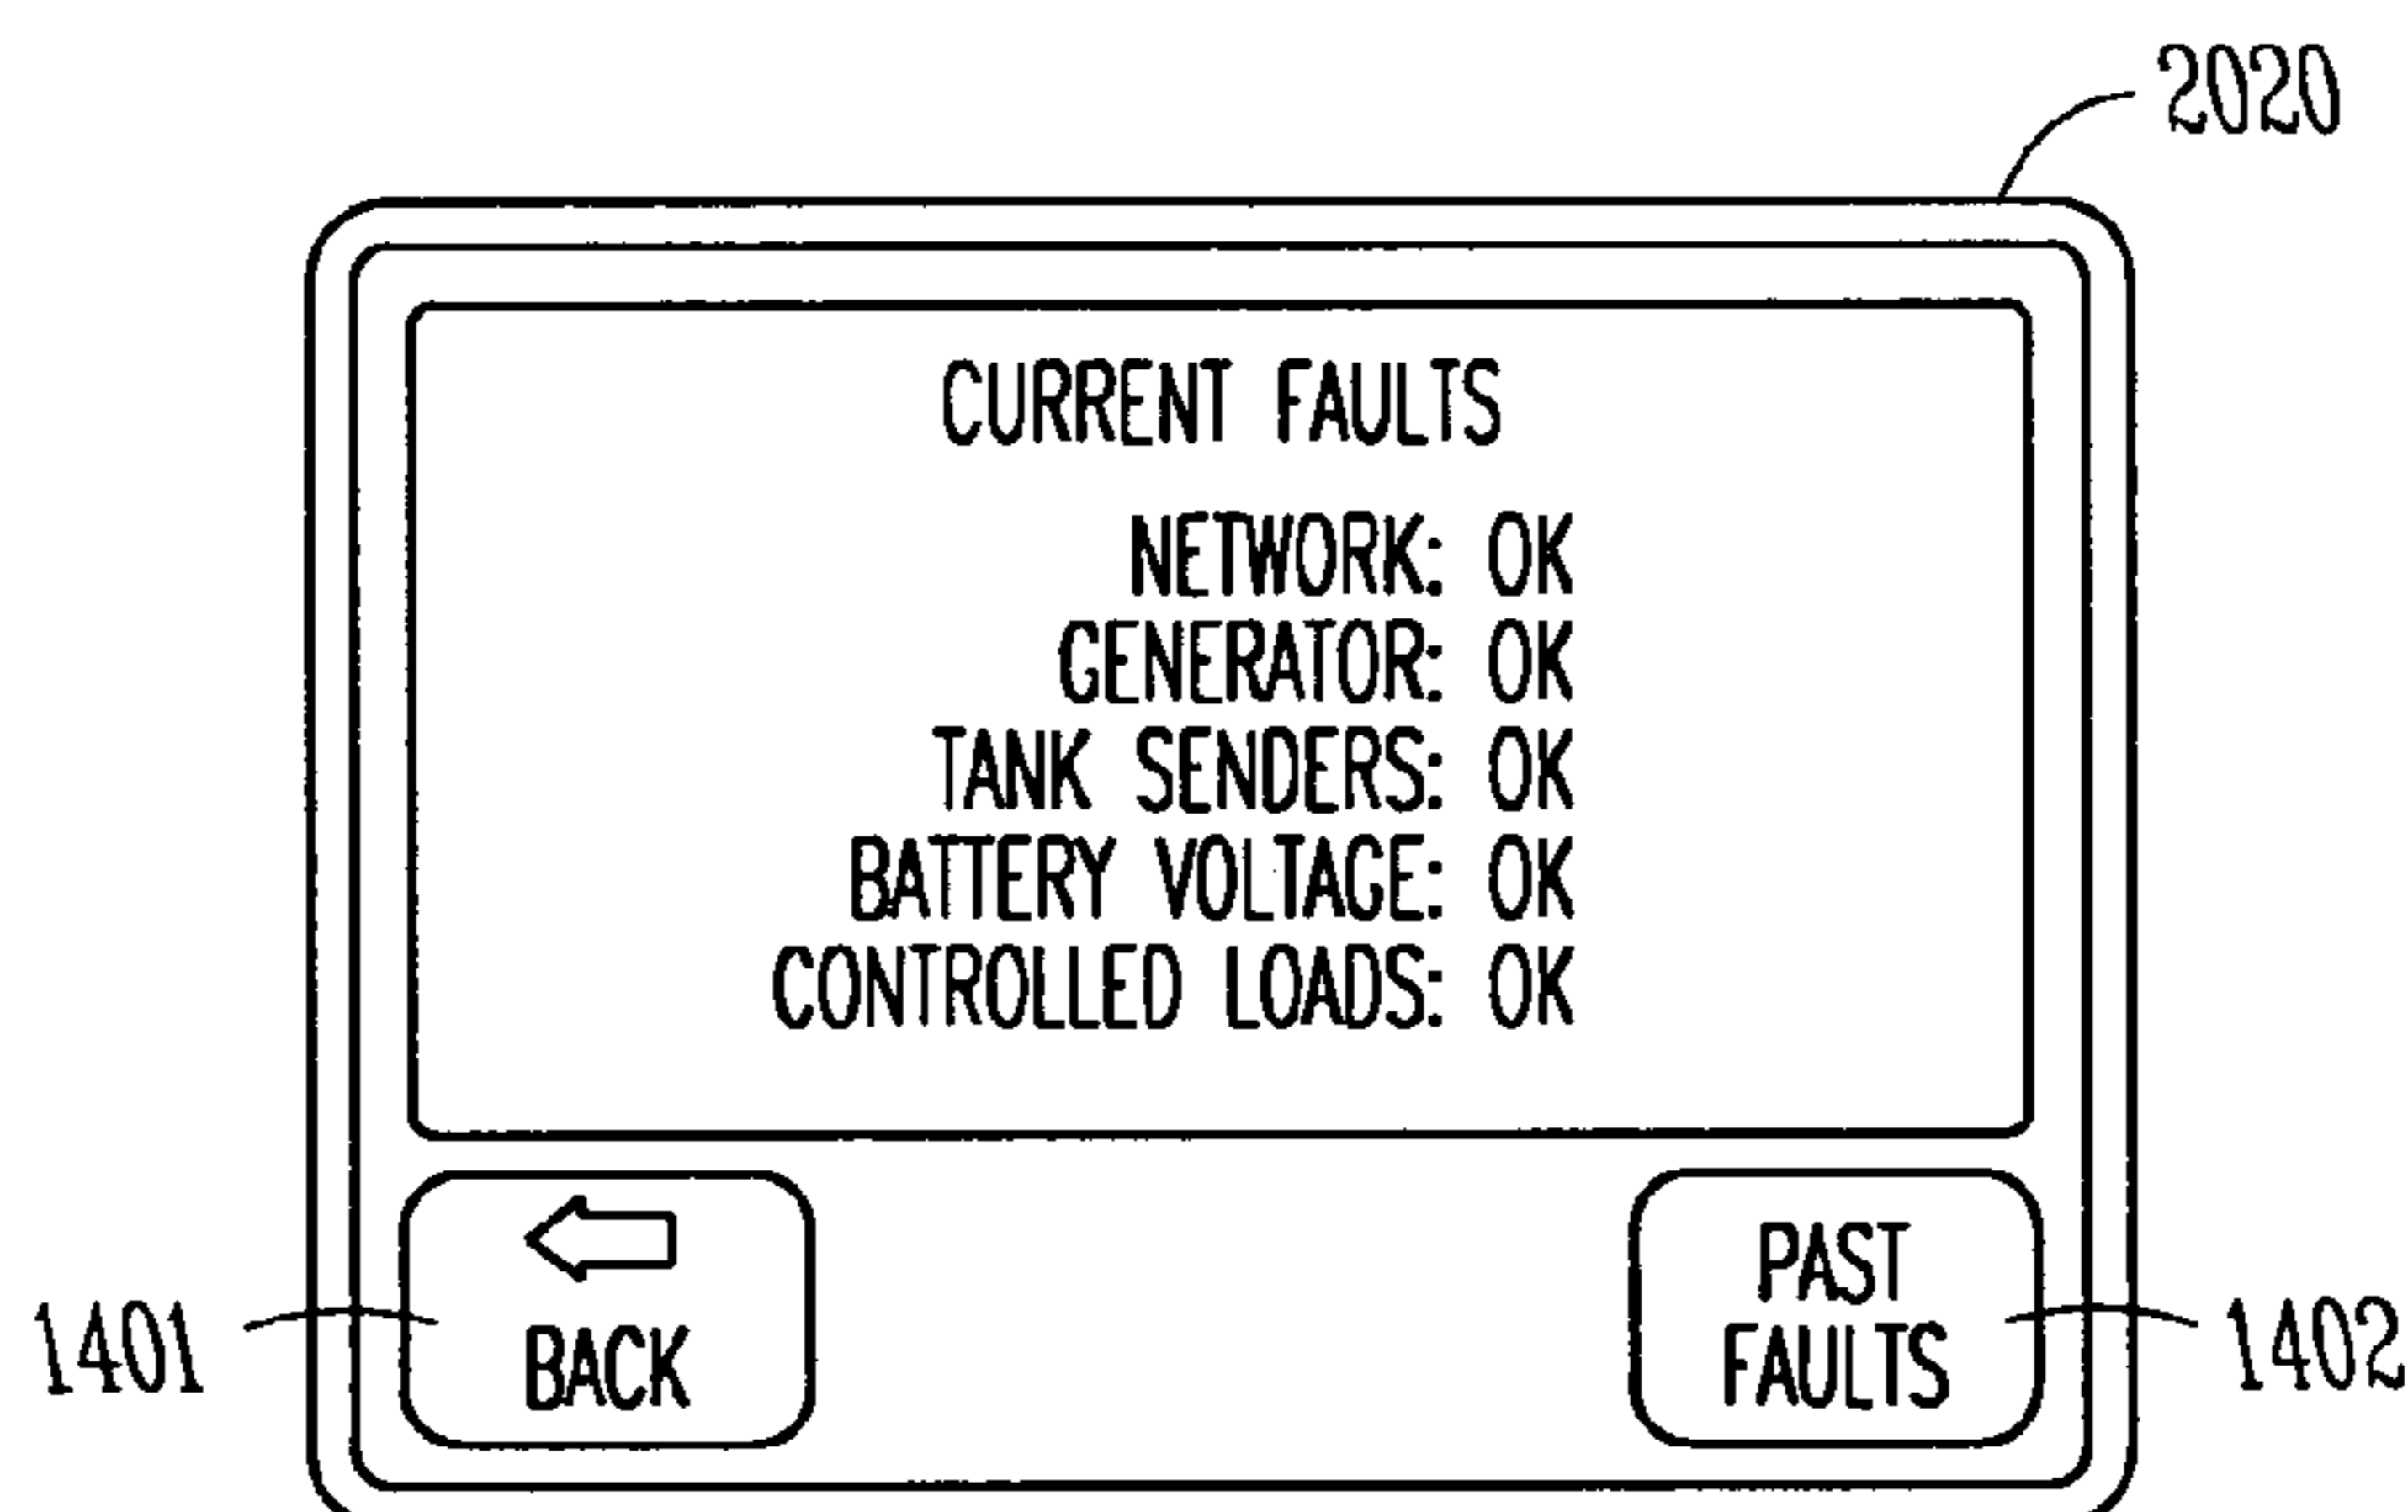 2020
CURRENT FAULTS
NETWORK: OK
GENERATOR: OK
TANK SENDERS: OK
BATTERY VOLTAGE: OK
CONTROLLED LOADS: OK
1401
BACK
PAST
FAULTS
1402